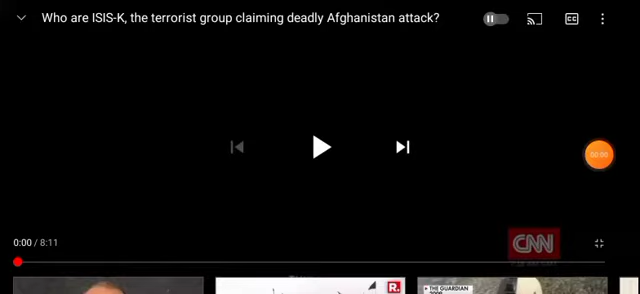 Who are ISIS-K, the terrorist group claiming deadly Afghanistan attack?
CC
00:00
0:00 / 8:11
CNN
R.
THE GUARDIAN